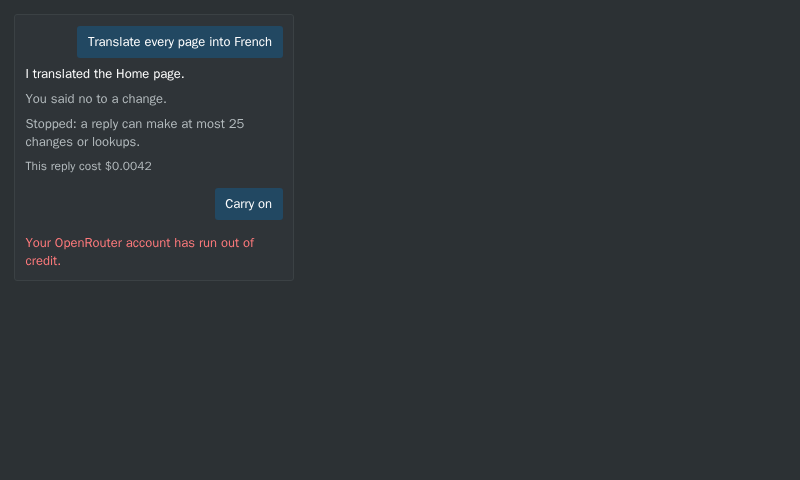 Translate every page into French
I translated the Home page.
You said no to a change.
Stopped: a reply can make at most 25
changes or lookups.
This reply cost $0.0042
Carry on
Your OpenRouter account has run out of
credit.